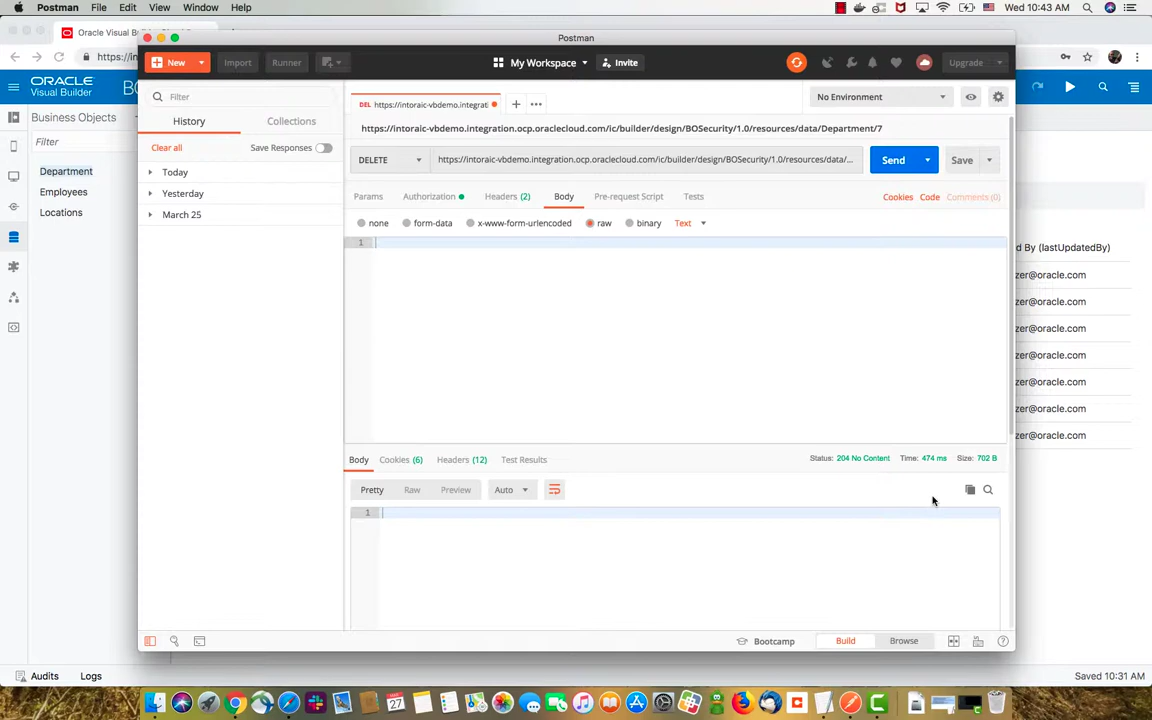 Postman File Edit View Window Help Wed 10:43 AM
Oracle Visual Bui
Postman
https://in
New Import Runner My Workspace Invite Upgrade
ORACLE
Visual Builder
Business Objects
Filter
Department
Employees
Locations
Filter
History Collections
Clear all Save Responses
Today
Yesterday
March 25
DEL https://intoraic-vbdemo.integrati
No Environment
https://intoraic-vbdemo.integration.ocp.oraclecloud.com/ic/builder/design/BOSecurity/1.0/resources/data/Department/7
DELETE https://intoraic-vbdemo.integration.ocp.oraclecloud.com/ic/builder/design/BOSecurity/1.0/resources/data/... Send Save
Params Authorization Headers (2) Body Pre-request Script Tests Cookies Code Comments (0)
none form-data x-www-form-urlencoded raw binary Text
1
d By (lastUpdatedBy)
zer@oracle.com
zer@oracle.com
zer@oracle.com
zer@oracle.com
zer@oracle.com
zer@oracle.com
zer@oracle.com
Body Cookies (6) Headers (12) Test Results Status: 204 No Content Time: 474 ms Size: 702 B
Pretty Raw Preview Auto
1
Bootcamp Build Browse
Audits Logs Saved 10:31 AM
27